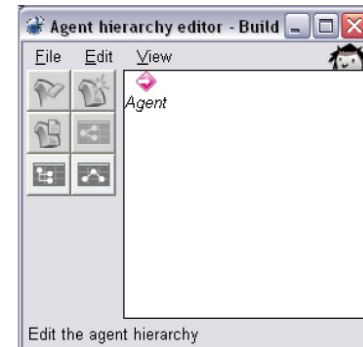 Agent hierarchy editor - Build
File Edit View
Agent
Edit the agent hierarchy